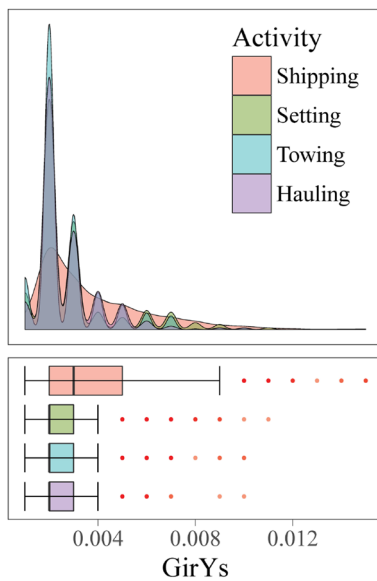 Activity
Shipping
Setting
Towing
Hauling
0.004 0.008 0.012
GirYs